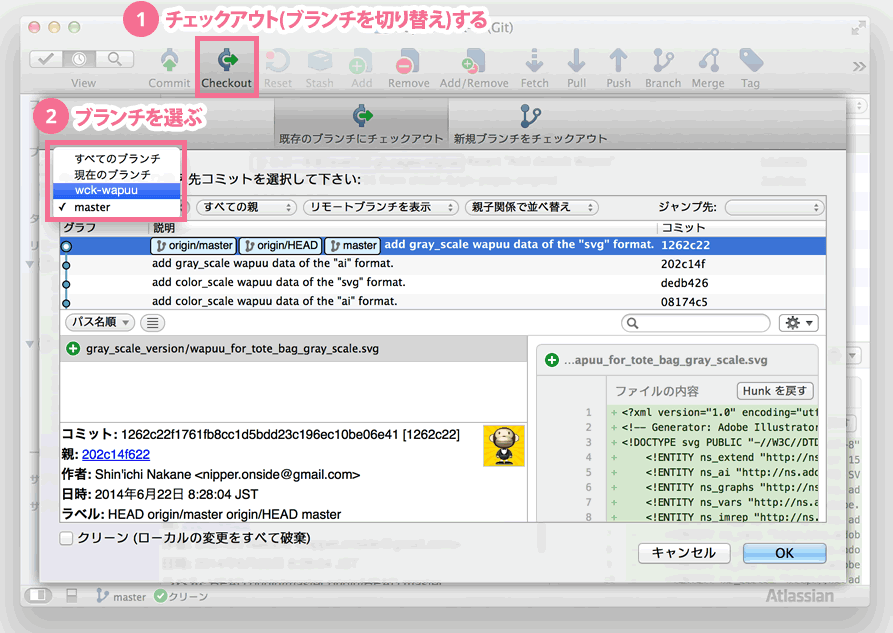 1 チェックアウト(ブランチを切り替え)する
(Git)
View Commit Checkout Reset Stash Add Remove Add/Remove Fetch Pull Push Branch Merge Tag
2 ブランチを選ぶ
既存のブランチにチェックアウト 新規ブランチをチェックアウト
すべてのブランチ
現在のブランチ
wck-wapuu
✓ master
先コミットを選択して下さい:
すべての親 リモートブランチを表示 親子関係で並べ替え ジャンプ先:
グラフ 説明 コミット
origin/master origin/HEAD master add gray_scale wapuu data of the "svg" format. 1262c22
add gray_scale wapuu data of the "ai" format. 202c14f
add color_scale wapuu data of the "svg" format. dedb426
add color_scale wapuu data of the "ai" format. 08174c5
パス名順
gray_scale_version/wapuu_for_tote_bag_gray_scale.svg
...apuu_for_tote_bag_gray_scale.svg
ファイルの内容 Hunk を戻す
1 + <?xml version="1.0" encoding="utf
2 + <!-- Generator: Adobe Illustrator
3 + <!DOCTYPE svg PUBLIC "-//W3C//DTD
4 + <!ENTITY ns_extend "http://ns
5 + <!ENTITY ns_ai "http://ns.ado
6 + <!ENTITY ns_graphs "http://ns
7 + <!ENTITY ns_vars "http://ns.a
8 + <!ENTITY ns_imrep "http://ns.
コミット: 1262c22f1761fb8cc1d5bdd23c196ec10be06e41 [1262c22]
親: 202c14f622
作者: Shin'ichi Nakane <nipper.onside@gmail.com>
日時: 2014年6月22日 8:28:04 JST
ラベル: HEAD origin/master origin/HEAD master
クリーン (ローカルの変更をすべて破棄)
キャンセル OK
master クリーン Atlassian